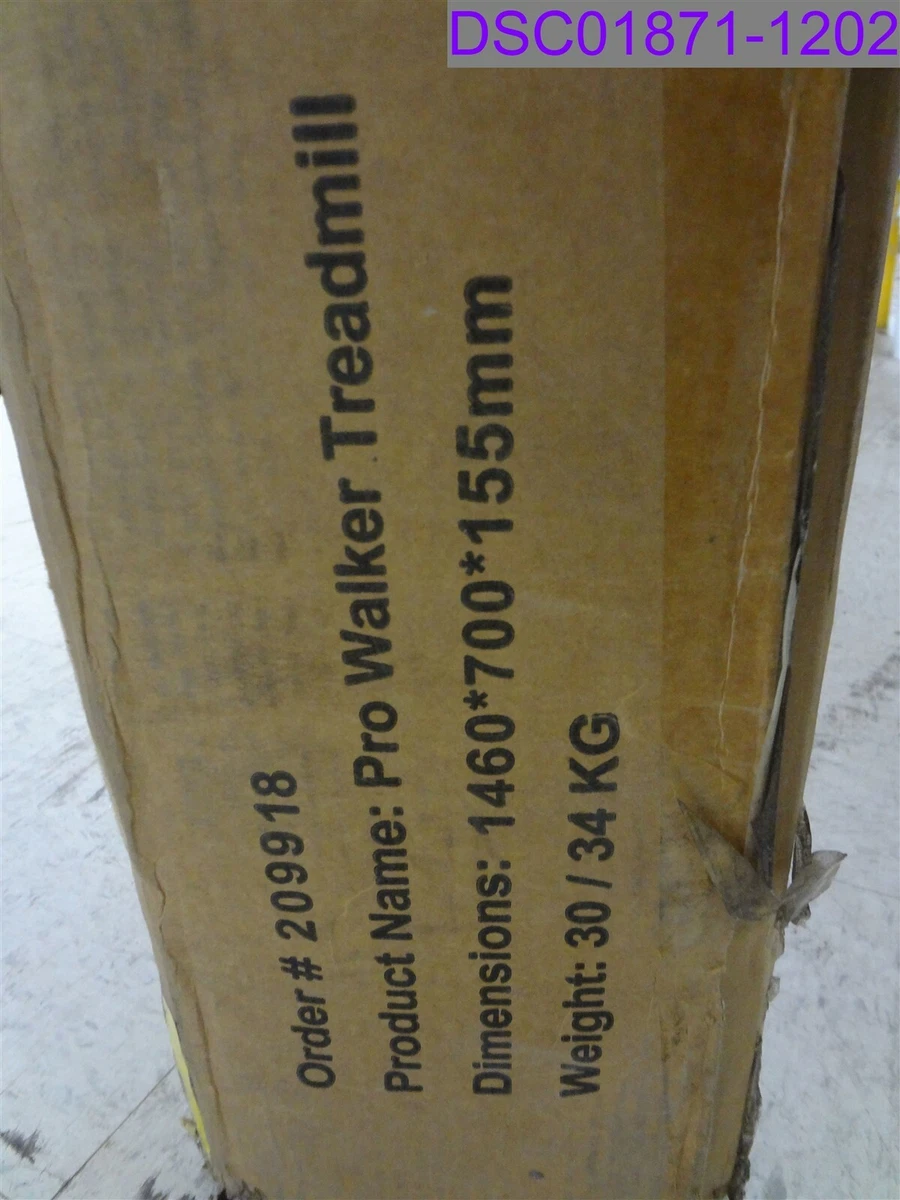 DSC01871-1202
Order # 209918
Product Name: Pro Walker Treadmill
Dimensions: 1460*700*155mm
Weight: 30 / 34 KG